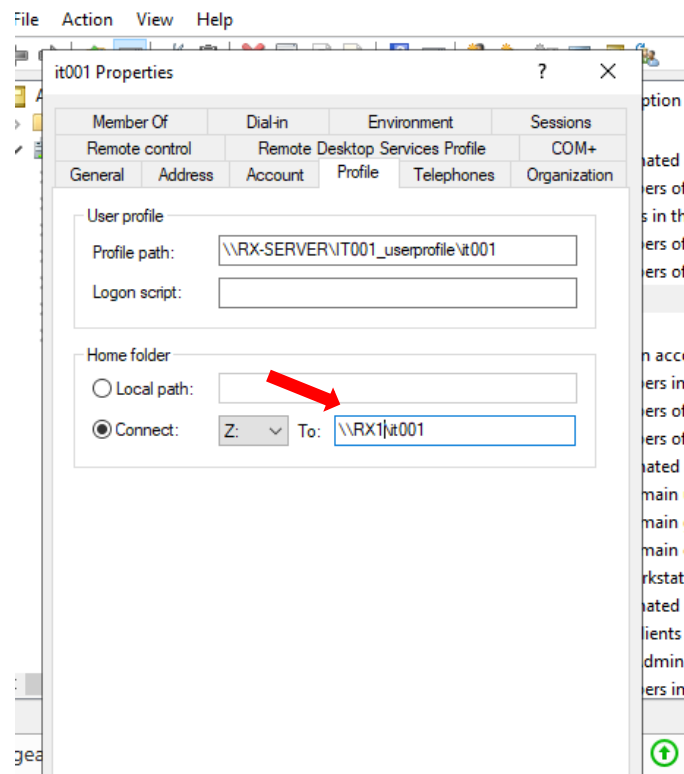 File Action View Help
it001 Properties ? ×
ption
Member Of Dial-in Environment Sessions
Remote control Remote Desktop Services Profile COM+
General Address Account Profile Telephones Organization
nated
ers of
s in th
ers of
ers of
User profile
Profile path: \\RX-SERVER\IT001_userprofile\it001
Logon script:
Home folder
n acc
Local path:
ers in
ers of
Connect: Z: To: \\RX1\it001
ers of
nated
main
main
main
rkstat
nated
lients
dmin
ers in
gea